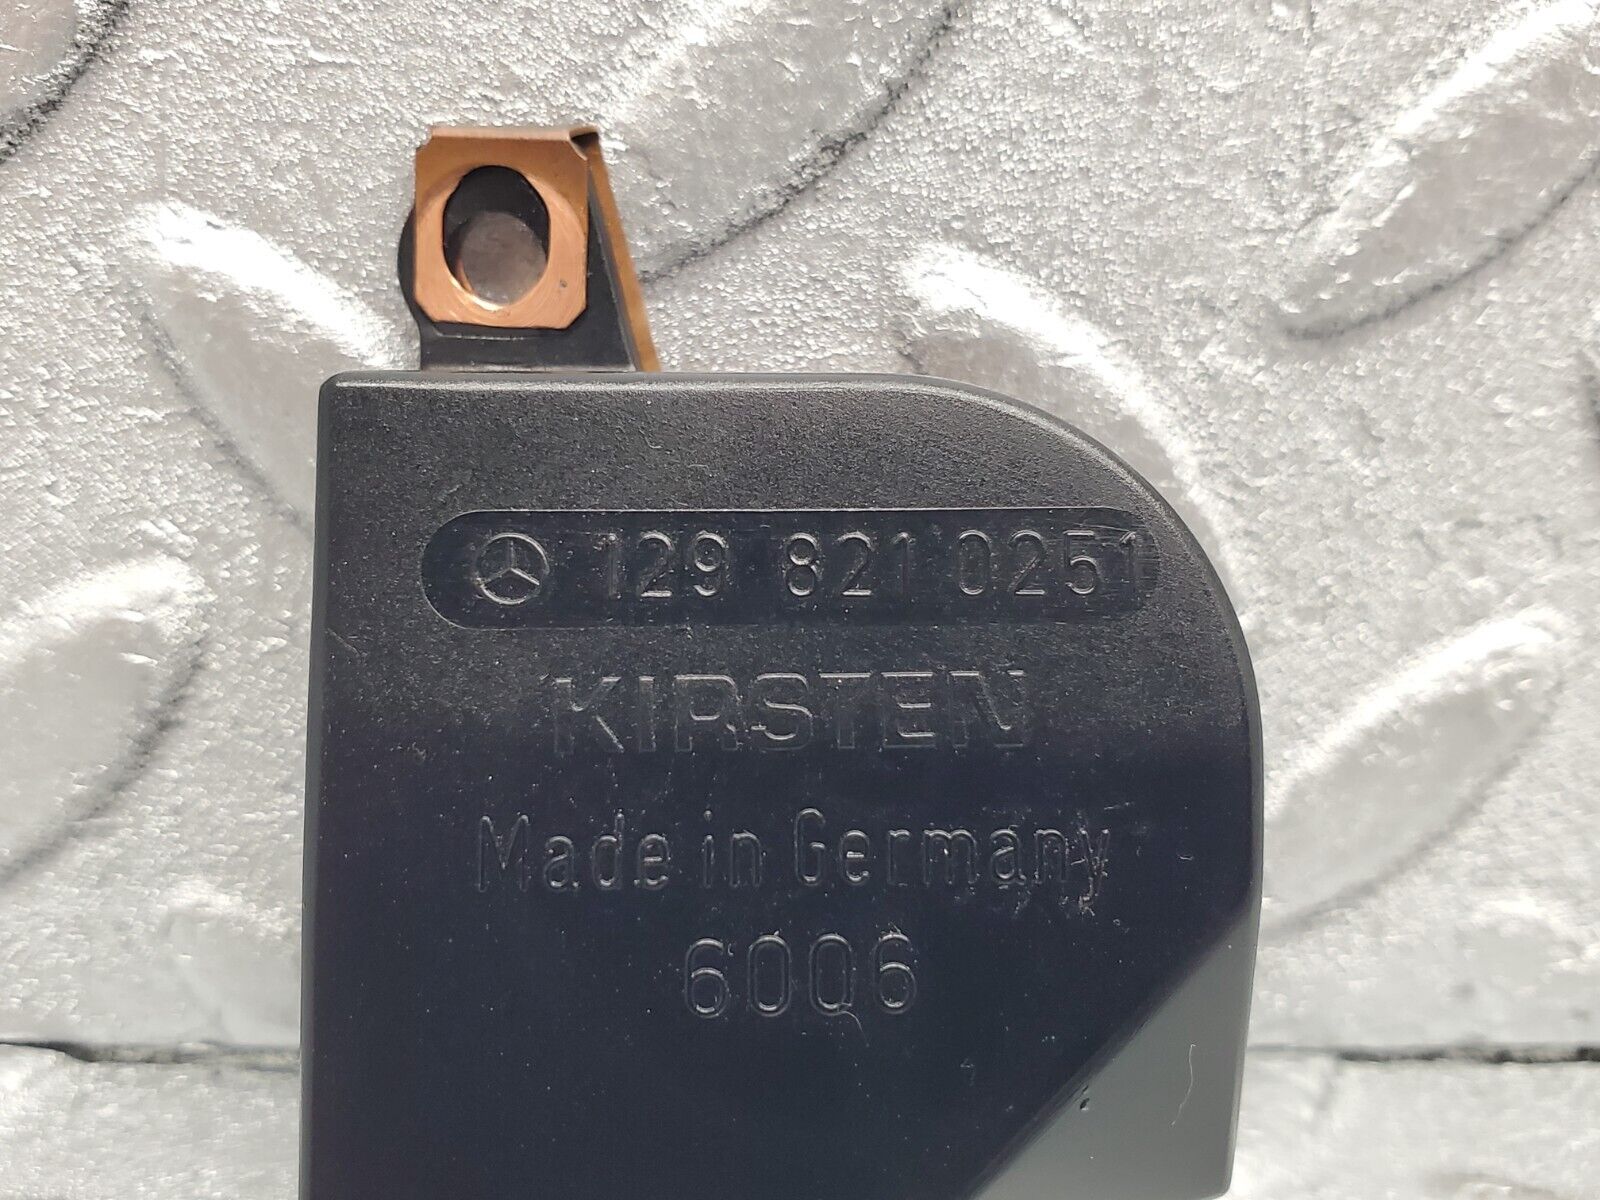 129 821 0251
KIRSTEN
Made in Germany
6006